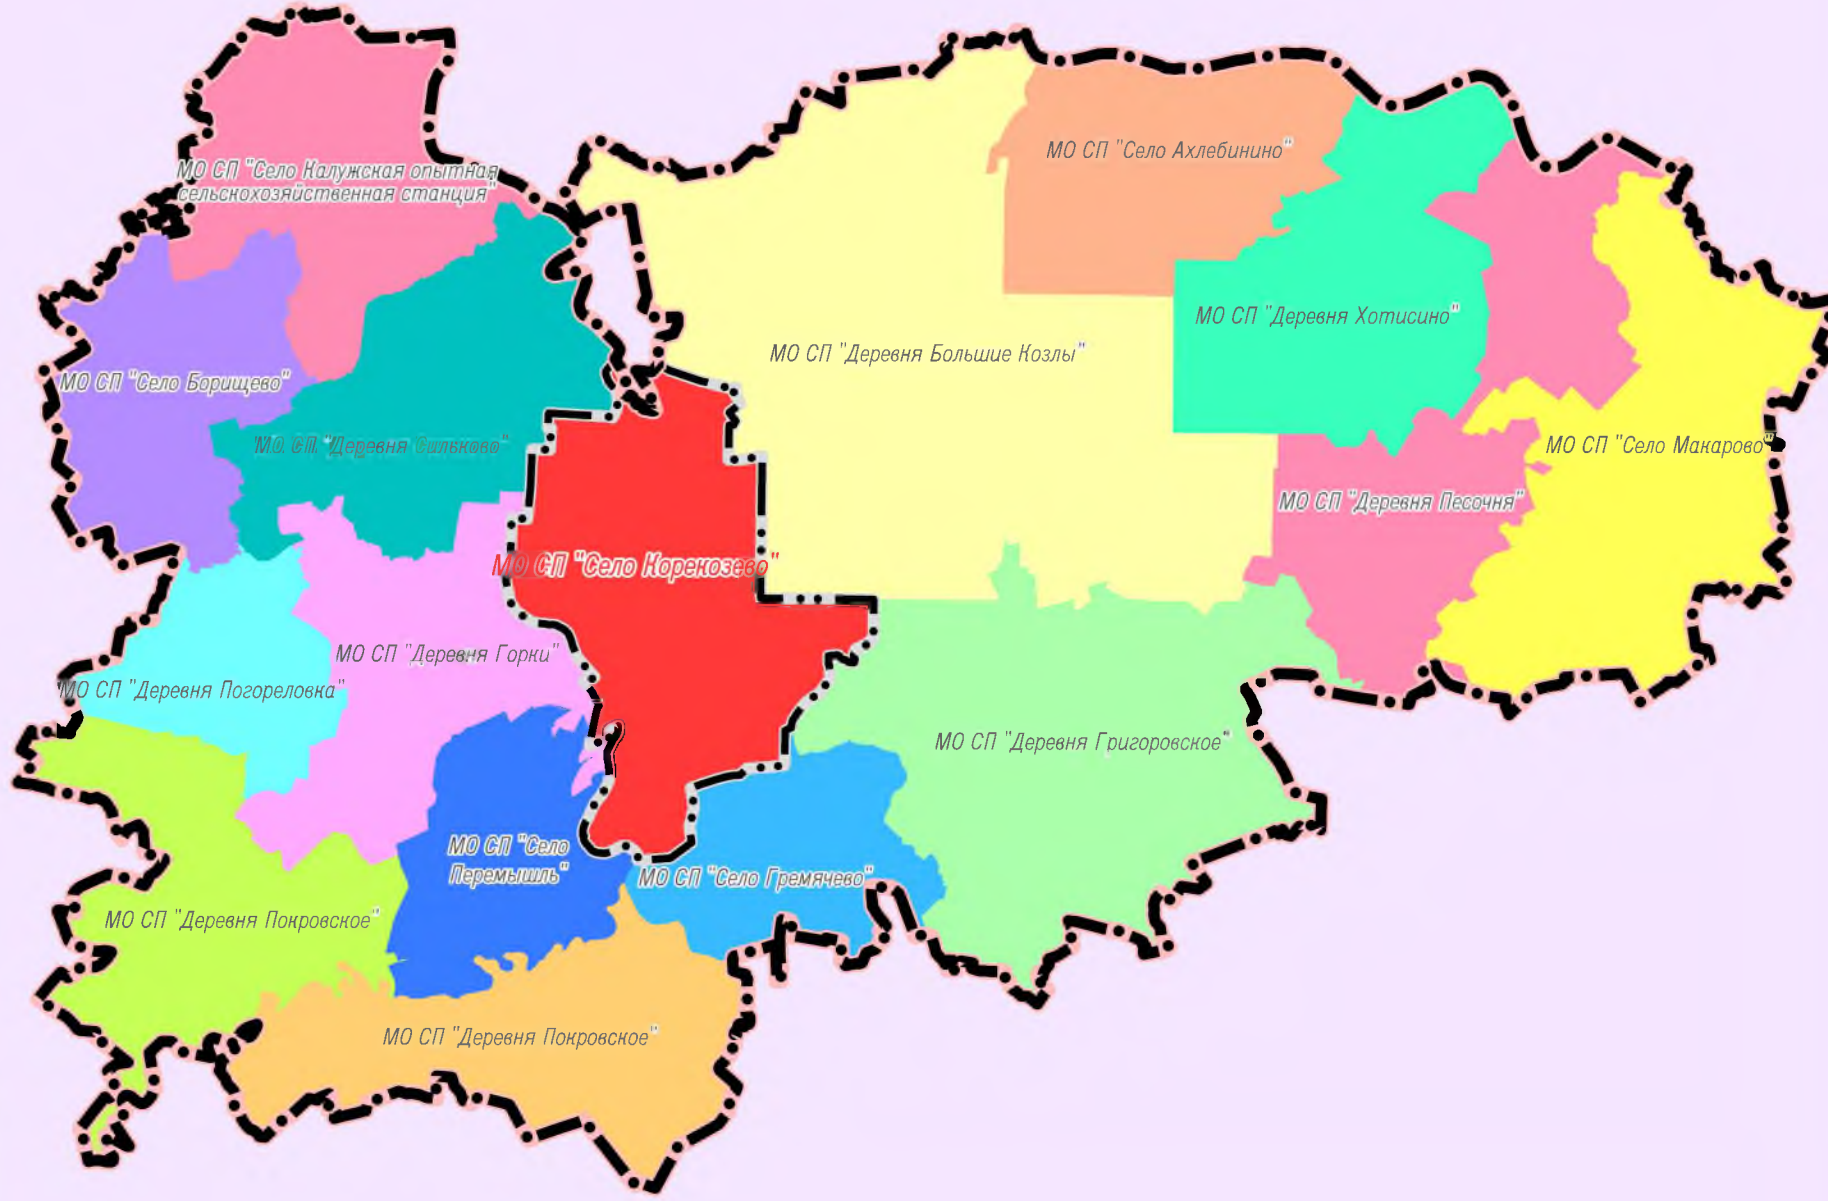 МО СП "Село Ахлебинино"
МО СП "Село Калужская опытная
сельскохозяйственная станция"
МО СП "Деревня Хотисино"
МО СП "Деревня Большие Козлы"
МО СП "Село Борищево"
МО СП "Деревня Сильково"
МО СП "Село Макарово"
МО СП "Деревня Песочня"
МО СП "Село Корекозево"
МО СП "Деревня Горки"
МО СП "Деревня Погореловка"
МО СП "Деревня Григоровское"
МО СП "Село
Перемышль"
МО СП "Село Гремячево"
МО СП "Деревня Покровское"
МО СП "Деревня Покровское"